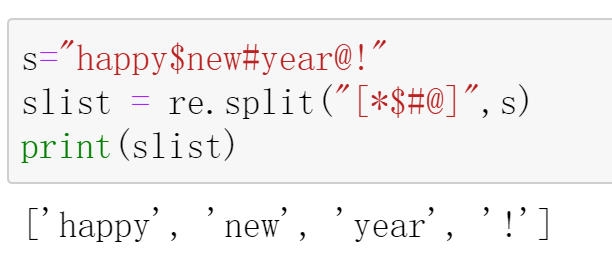 s="happy$new#year@!"
slist = re.split("[*$#@]",s)
print(slist)
['happy', 'new', 'year', '!']